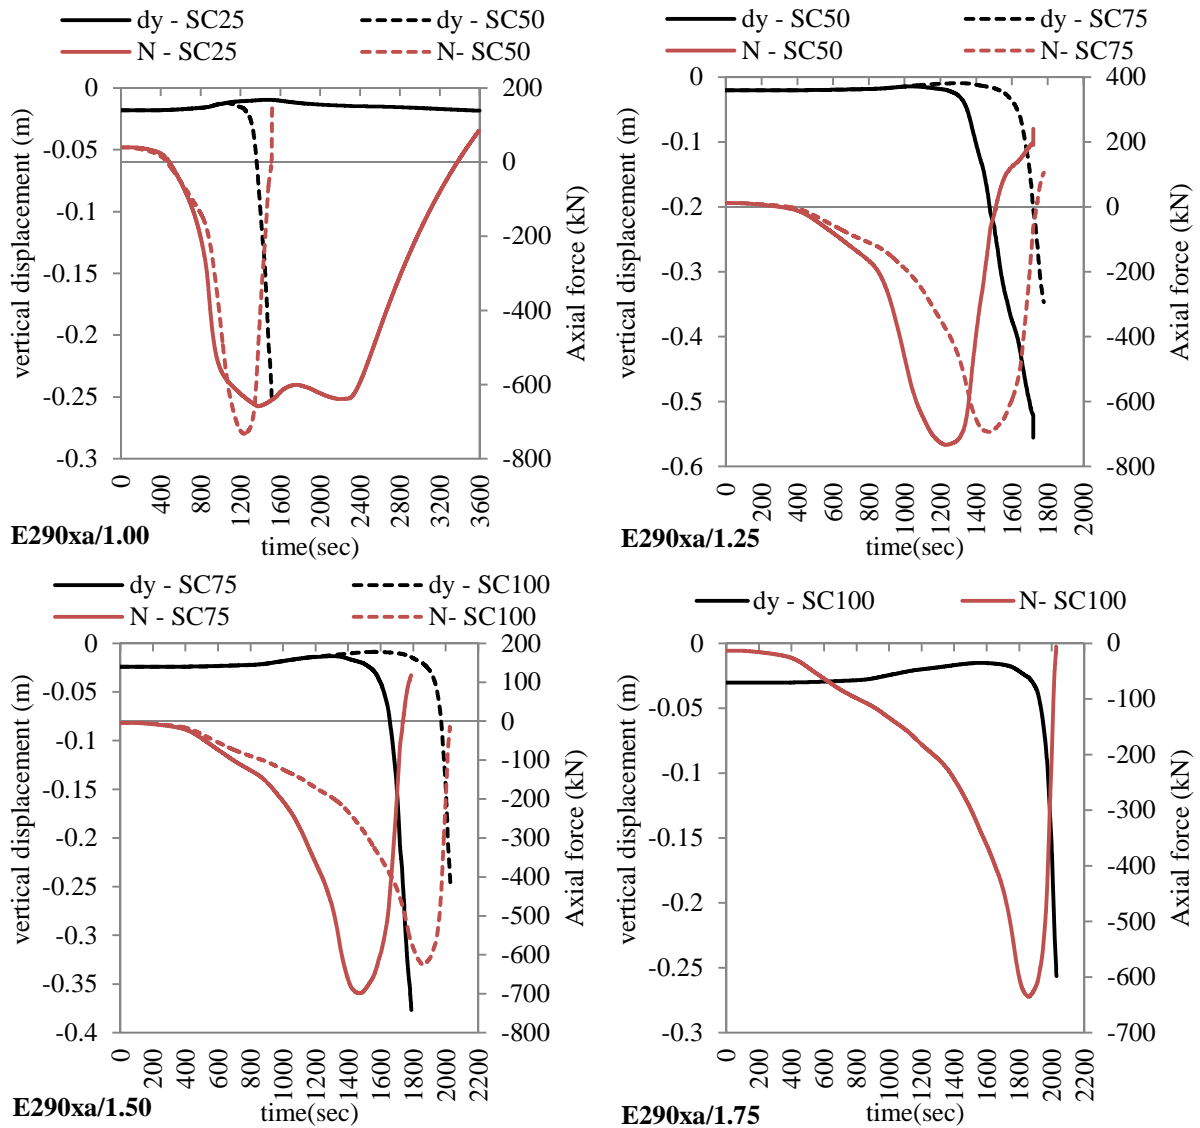 dy - SC25 dy - SC50
N - SC25 N- SC50
0 200
-0.05 0
-0.1 -200
-0.15
-0.2 -400
-0.25 -600
-0.3 -800
vertical displacement (m)
Axial force (kN)
0 400 800 1200 1600 2000 2400 2800 3200 3600
E290xa/1.00
time(sec)
dy - SC50 dy - SC75
N - SC50 N- SC75
0 400
-0.1 200
-0.2 0
-0.3 -200
-0.4 -400
-0.5 -600
-0.6 -800
vertical displacement (m)
Axial force (kN)
0 200 400 600 800 1000 1200 1400 1600 1800 2000
E290xa/1.25
time(sec)
dy - SC75 dy - SC100
N - SC75 N- SC100
0 200
-0.05 100
-0.1 0
-0.15 -100
-0.2 -200
-0.25 -300
-0.3 -400
-0.35 -500
-0.4 -600
-700
-800
vertical displacement (m)
Axial force (kN)
0 200 400 600 800 1000 1200 1400 1600 1800 2000 2200
E290xa/1.50
time(sec)
dy - SC100 N- SC100
0 0
-0.05 -100
-0.1 -200
-0.15 -300
-0.2 -400
-0.25 -500
-0.3 -600
-700
vertical displacement (m)
Axial force (kN)
0 200 400 600 800 1000 1200 1400 1600 1800 2000 2200
E290xa/1.75
time(sec)